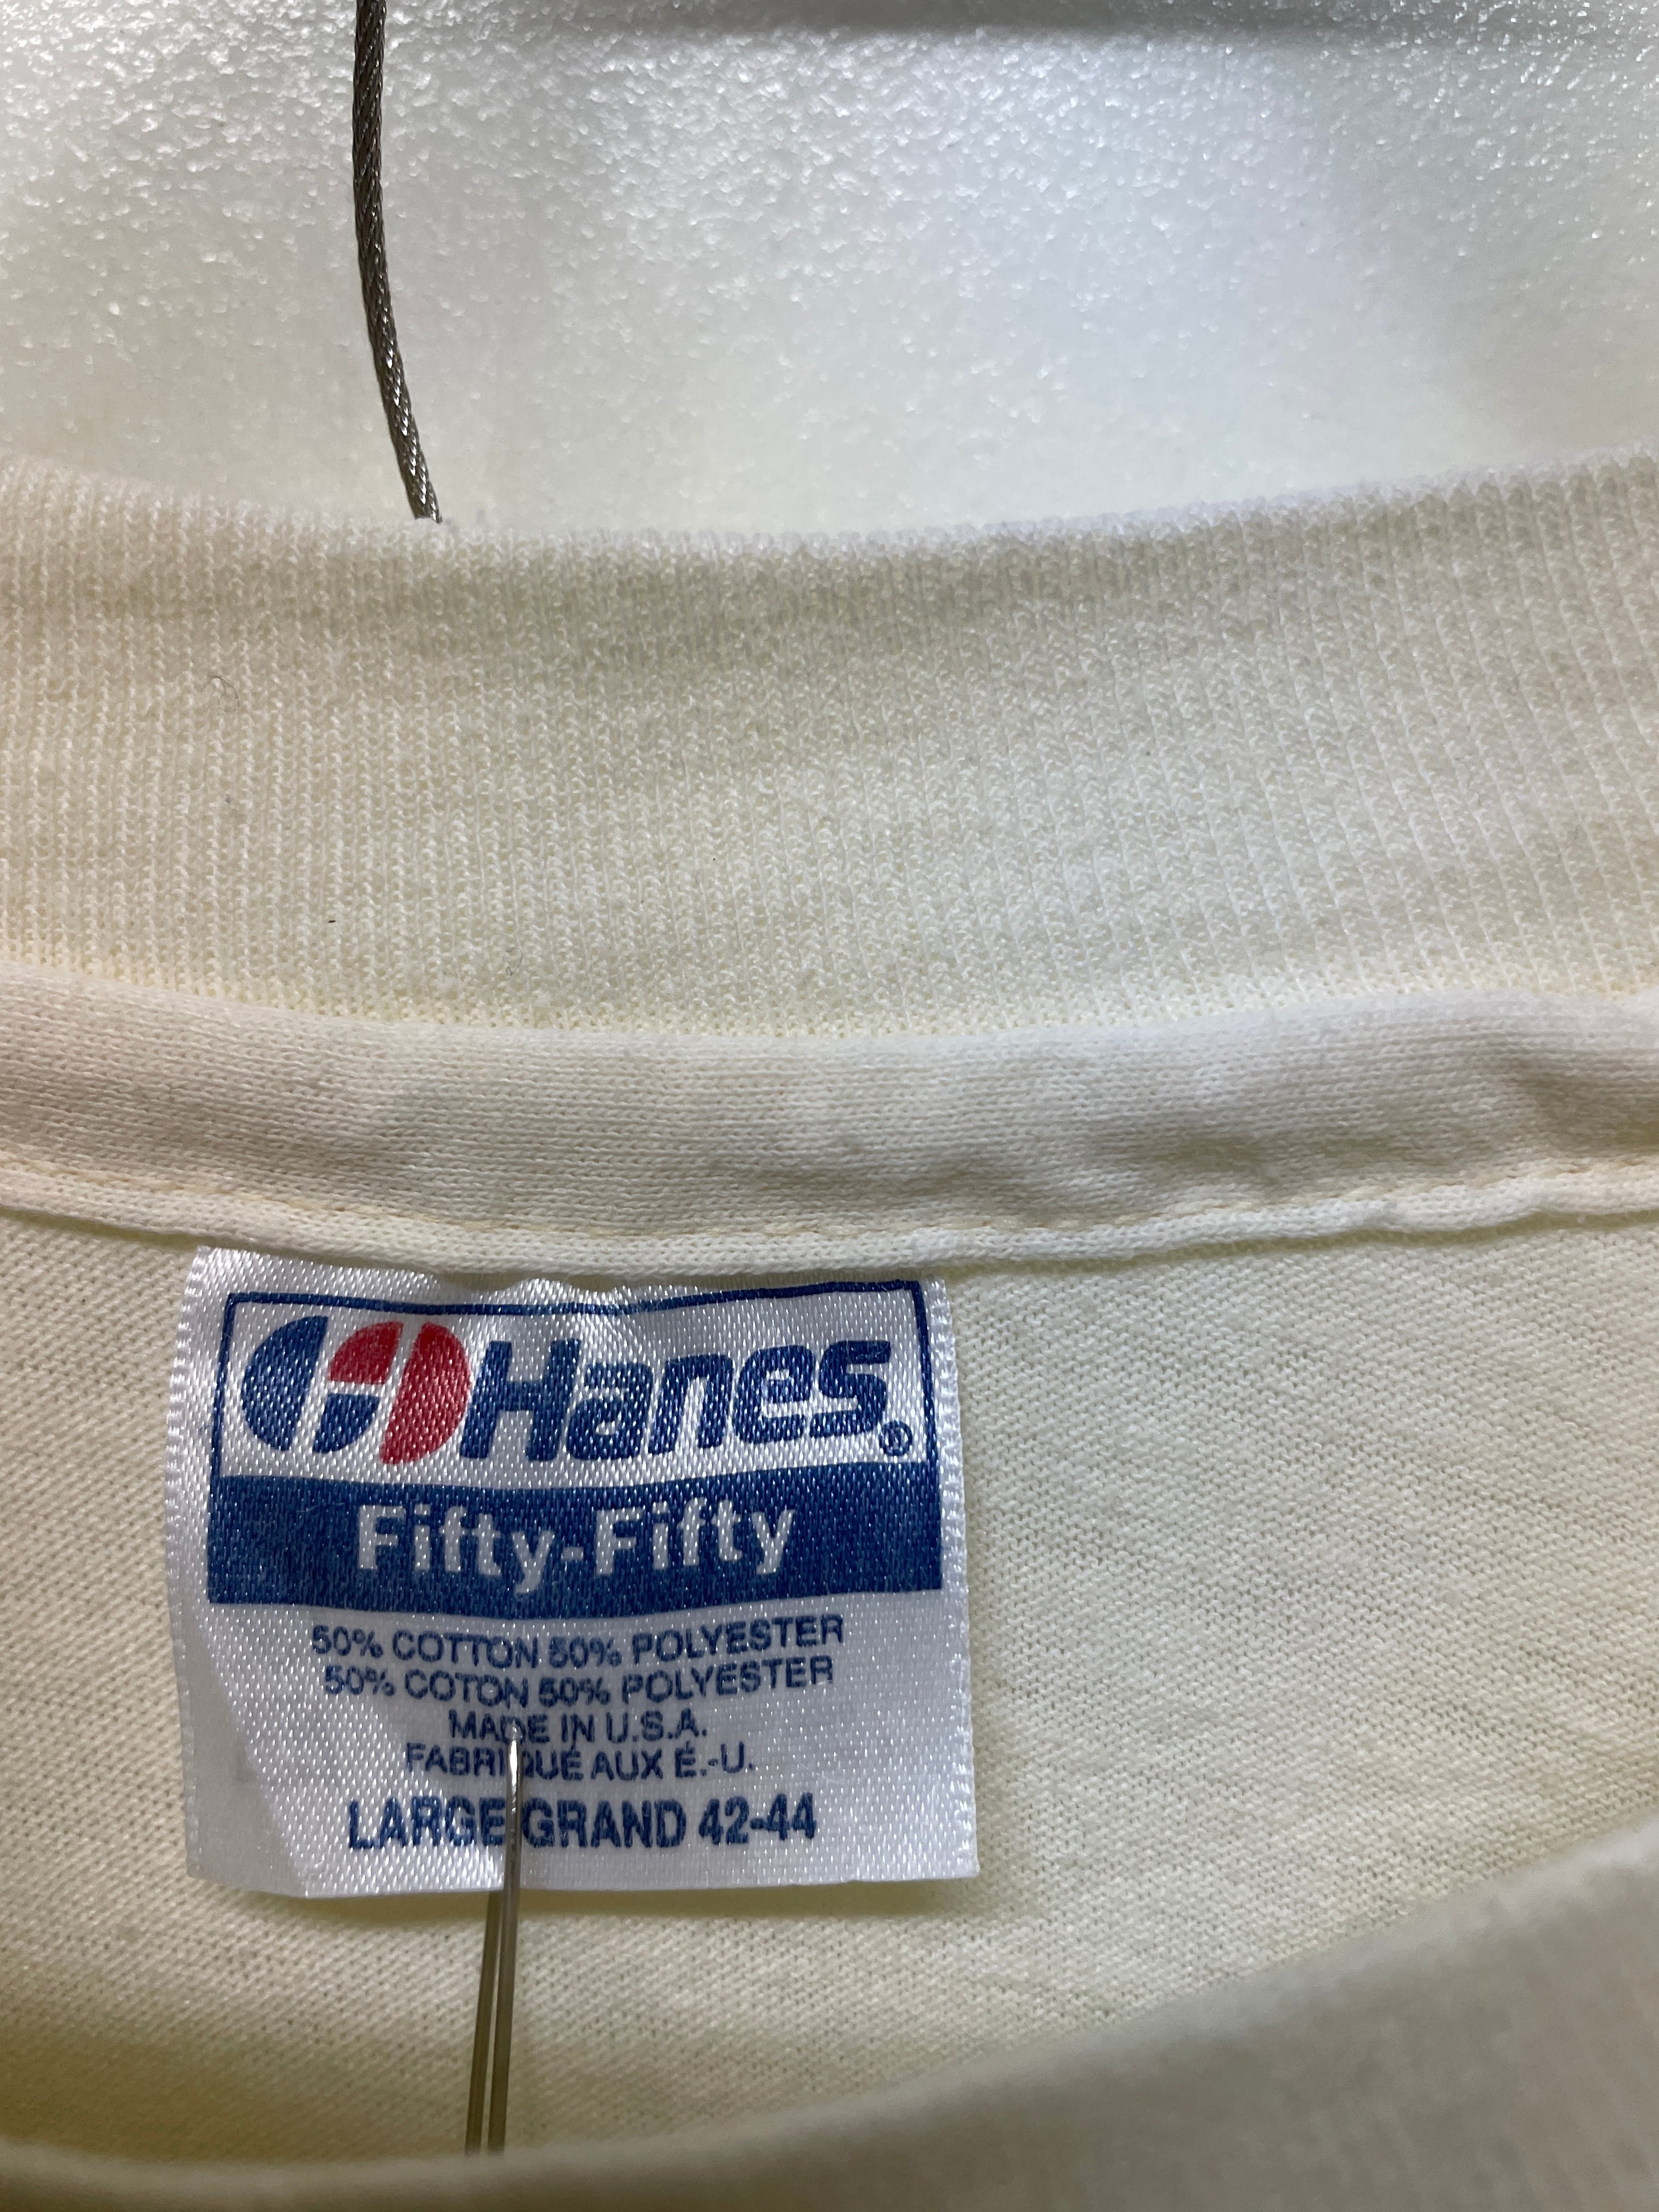 Hanes®
Fifty-Fifty
50% COTTON 50% POLYESTER
50% COTON 50% POLYESTER
MADE IN U.S.A.
FABRIQUÉ AUX É.-U.
LARGE/GRAND 42-44